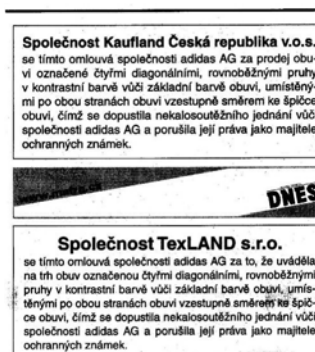 Společnost Kaufland Česká republika v.o.s.
se tímto omlouvá společnosti adidas AG za prodej obu-
vi označené čtyřmi diagonálními, rovnoběžnými pruhy
v kontrastní barvě vůči základní barvě obuvi, umístěný-
mi po obou stranách obuvi vzestupně směrem ke špičce
obuvi, čímž se dopustila nekalosoutěžního jednání vůči
společnosti adidas AG a porušila její práva jako majitele
ochranných známek.
DNES
Společnost TexLAND s.r.o.
se tímto omlouvá společnosti adidas AG za to, že uváděla
na trh obuv označenou čtyřmi diagonálními, rovnoběžnými
pruhy v kontrastní barvě vůči základní barvě obuvi, umís-
těnými po obou stranách obuvi vzestupně směrem ke špič-
ce obuvi, čímž se dopustila nekalosoutěžního jednání vůči
společnosti adidas AG a porušila její práva jako majitele
ochranných známek.